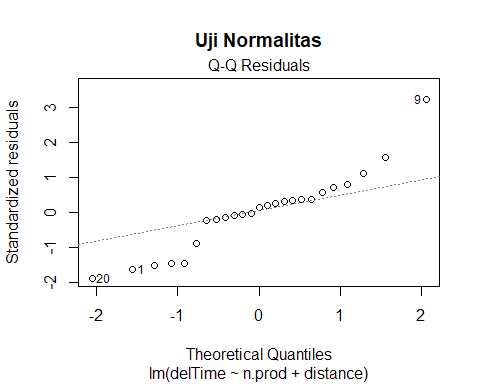 Uji Normalitas
Q-Q Residuals
Standardized residuals
3
2
1
0
-1
-2
9
1
20
-2 -1 0 1 2
Theoretical Quantiles
lm(delTime ~ n.prod + distance)